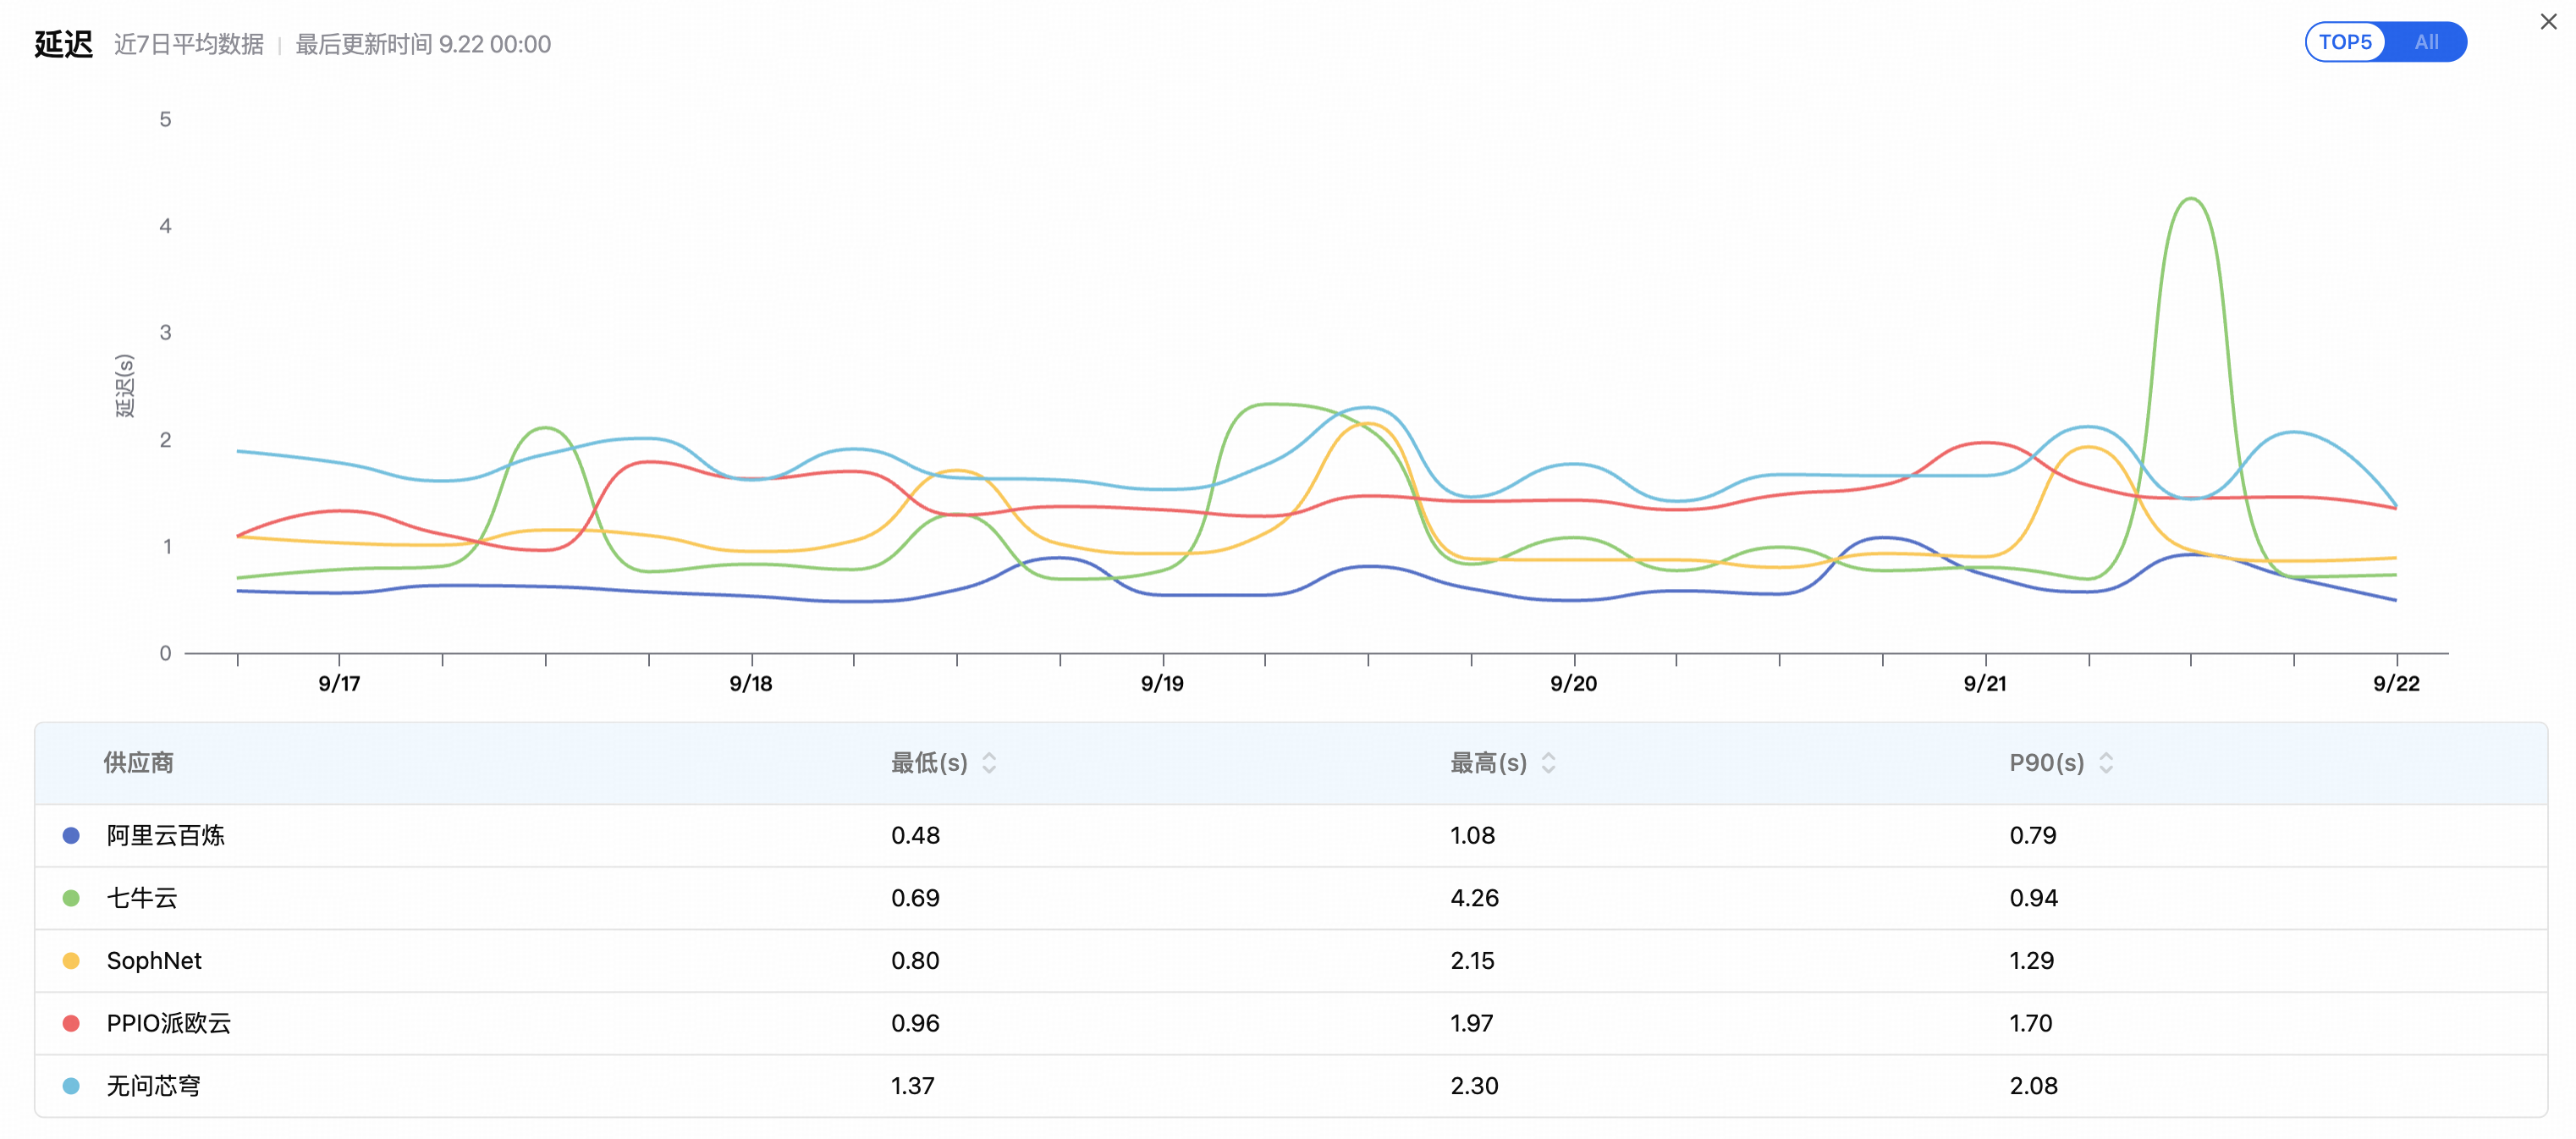 延迟 近7日平均数据 | 最后更新时间 9.22 00:00
TOP5 All
延迟(s)
5
4
3
2
1
0
9/17 9/18 9/19 9/20 9/21 9/22
供应商 最低(s) 最高(s) P90(s)
阿里云百炼 0.48 1.08 0.79
七牛云 0.69 4.26 0.94
SophNet 0.80 2.15 1.29
PPIO派欧云 0.96 1.97 1.70
无问芯穹 1.37 2.30 2.08